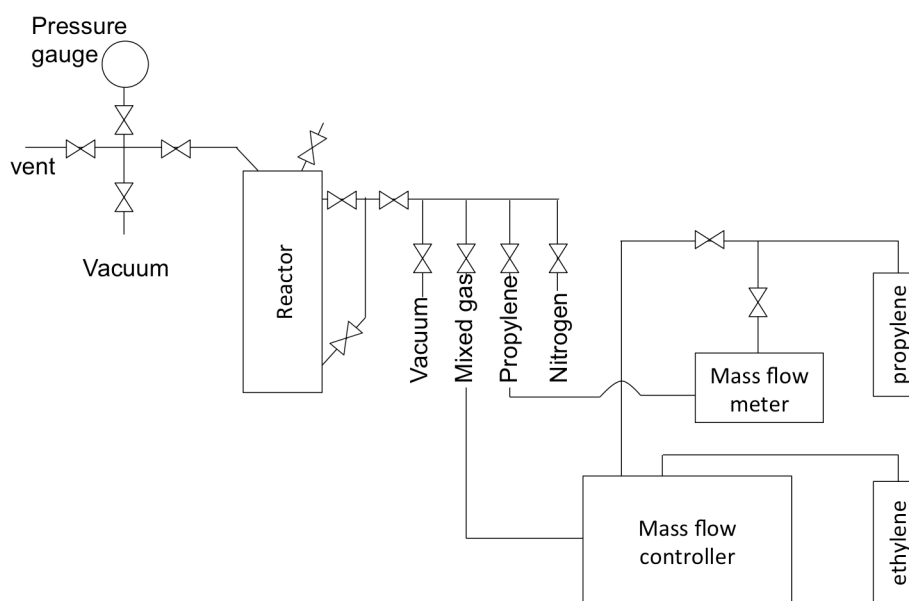 Pressure
gauge
vent
Vacuum
Reactor
Vacuum
Mixed gas
Propylene
Nitrogen
propylene
Mass flow
meter
Mass flow
controller
ethylene